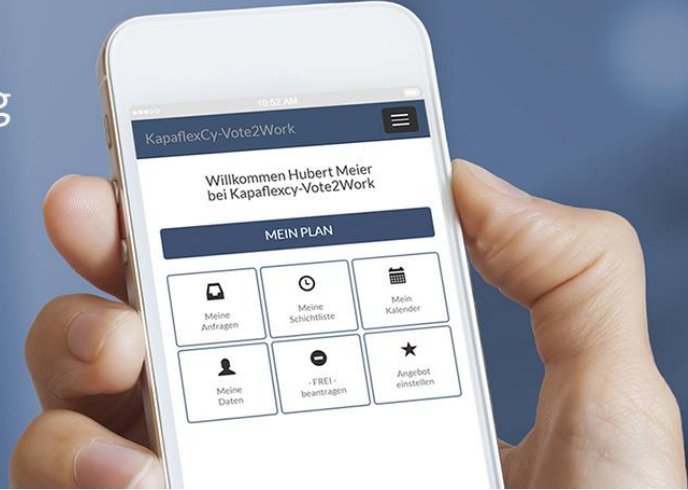 g
10:52 AM
KapaflexCy-Vote2Work
Willkommen Hubert Meier
bei Kapaflexcy-Vote2Work
MEIN PLAN
Meine
Anfragen
Meine
Schichtliste
Mein
Kalender
Meine
Daten
- FREI -
beantragen
Angebot
einstellen